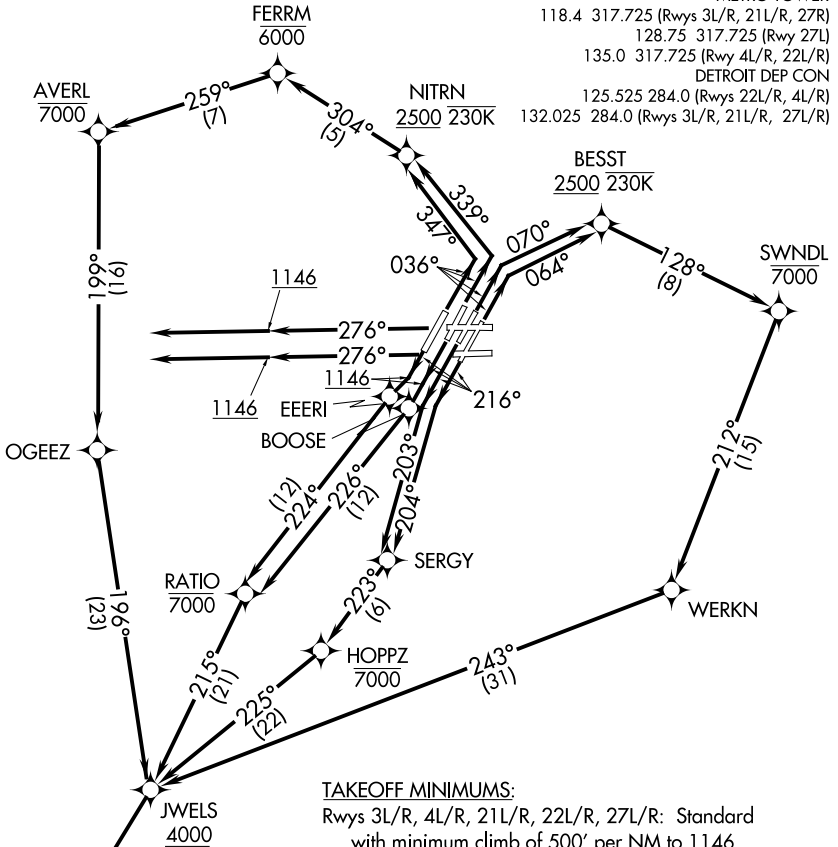 METRO TOWER
118.4 317.725 (Rwys 3L/R, 21L/R, 27R)
128.75 317.725 (Rwy 27L)
135.0 317.725 (Rwy 4L/R, 22L/R)
DETROIT DEP CON
125.525 284.0 (Rwys 22L/R, 4L/R)
132.025 284.0 (Rwys 3L/R, 21L/R, 27L/R)
FERRM
6000
AVERL
7000
259°
(7)
304°
(5)
NITRN
2500 230K
BESST
2500 230K
SWNDL
7000
339°
347°
070°
064°
128°
(8)
036°
199°
(16)
1146
276°
276°
1146
1146
216°
EEERI
BOOSE
OGEEZ
203°
204°
212°
(15)
(12)
224°
226°
(12)
SERGY
RATIO
7000
223°
(6)
WERKN
196°
(23)
HOPPZ
7000
243°
(31)
215°
(21)
225°
(22)
JWELS
4000
TAKEOFF MINIMUMS:
Rwys 3L/R, 4L/R, 21L/R, 22L/R, 27L/R: Standard
with minimum climb of 500' per NM to 1146.